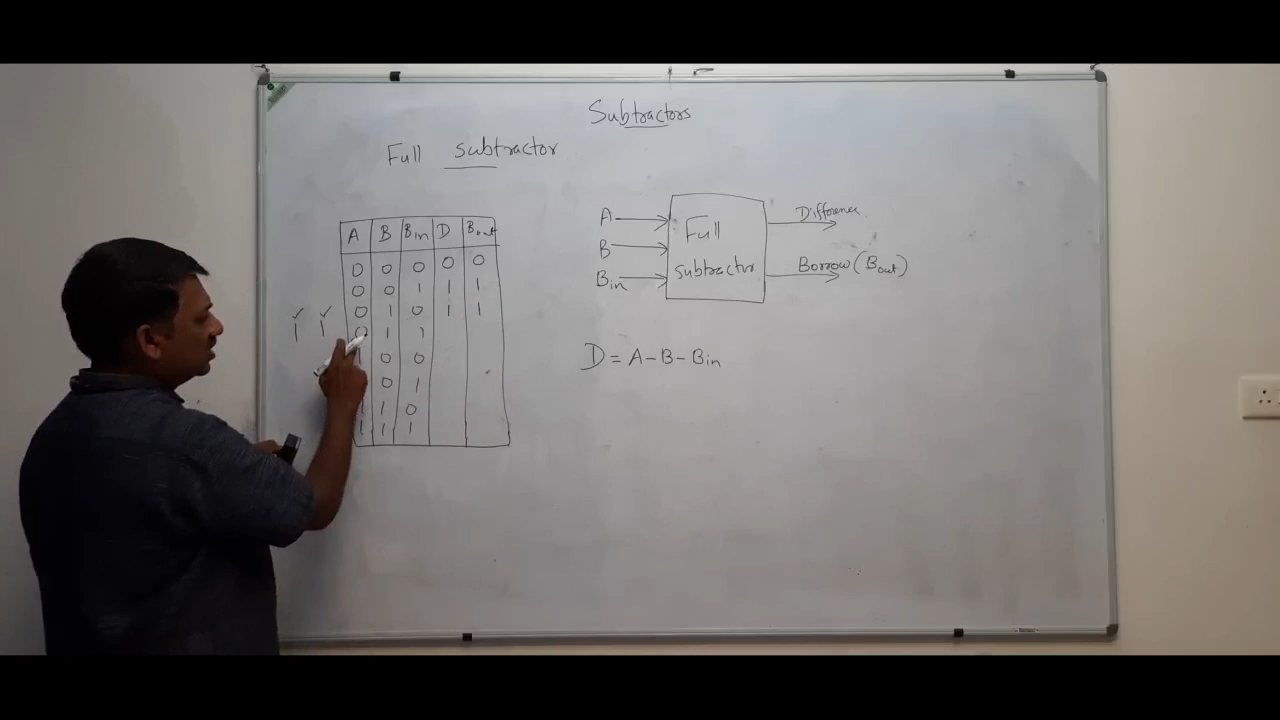 Subtractors
Full subtractor
A B Bin D Bout
0 0 0 0 0
0 0 1 1 1
0 1 0 1 1
1 1 0 1 1
1 0 0
0 1
1 1 0
1 1 1
A
B
Bin
Full
subtractor
Difference
Borrow (Bout)
D = A - B - Bin